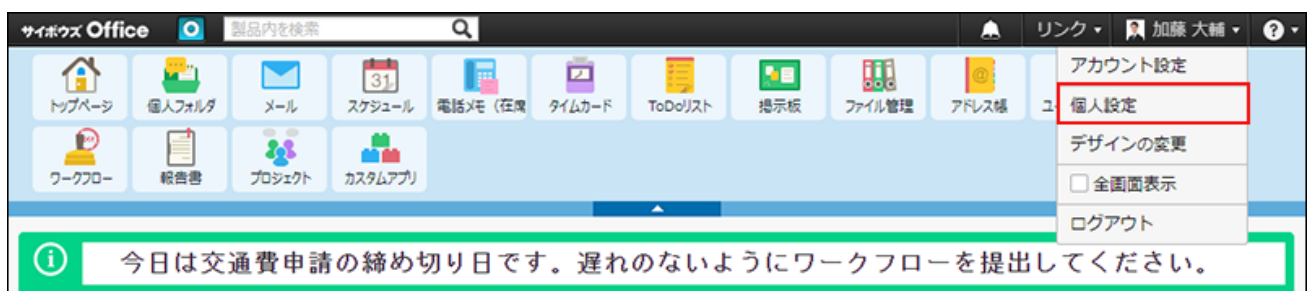 サイボウズ Office 製品内を検索 リンク 加藤 大輔 ?
アカウント設定
トップページ 個人フォルダ メール スケジュール 電話メモ（在席 タイムカード ToDoリスト 掲示板 ファイル管理 アドレス帳 ユ
31
個人設定
デザインの変更
ワークフロー 報告書 プロジェクト カスタムアプリ
全画面表示
ログアウト
今日は交通費申請の締め切り日です。遅れのないようにワークフローを提出してください。